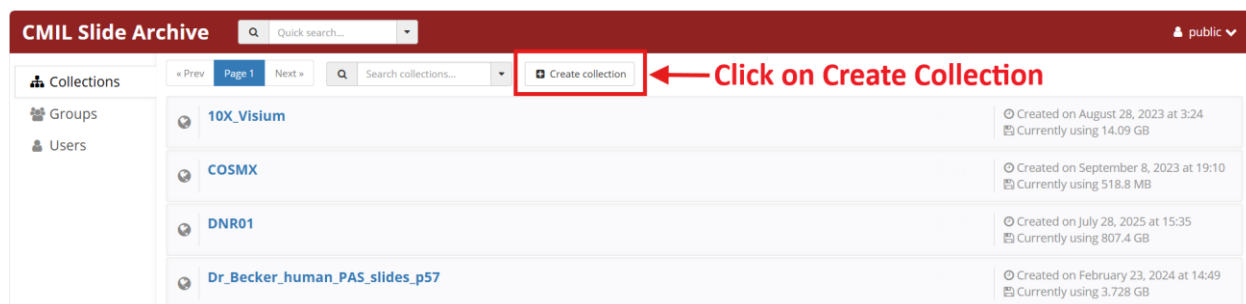 CMIL Slide Archive
Quick search...
public
Collections
Groups
Users
« Prev Page 1 Next »
Search collections...
Create collection
Click on Create Collection
10X_Visium
Created on August 28, 2023 at 3:24
Currently using 14.09 GB
COSMX
Created on September 8, 2023 at 19:10
Currently using 518.8 MB
DNR01
Created on July 28, 2025 at 15:35
Currently using 807.4 GB
Dr_Becker_human_PAS_slides_p57
Created on February 23, 2024 at 14:49
Currently using 3.728 GB